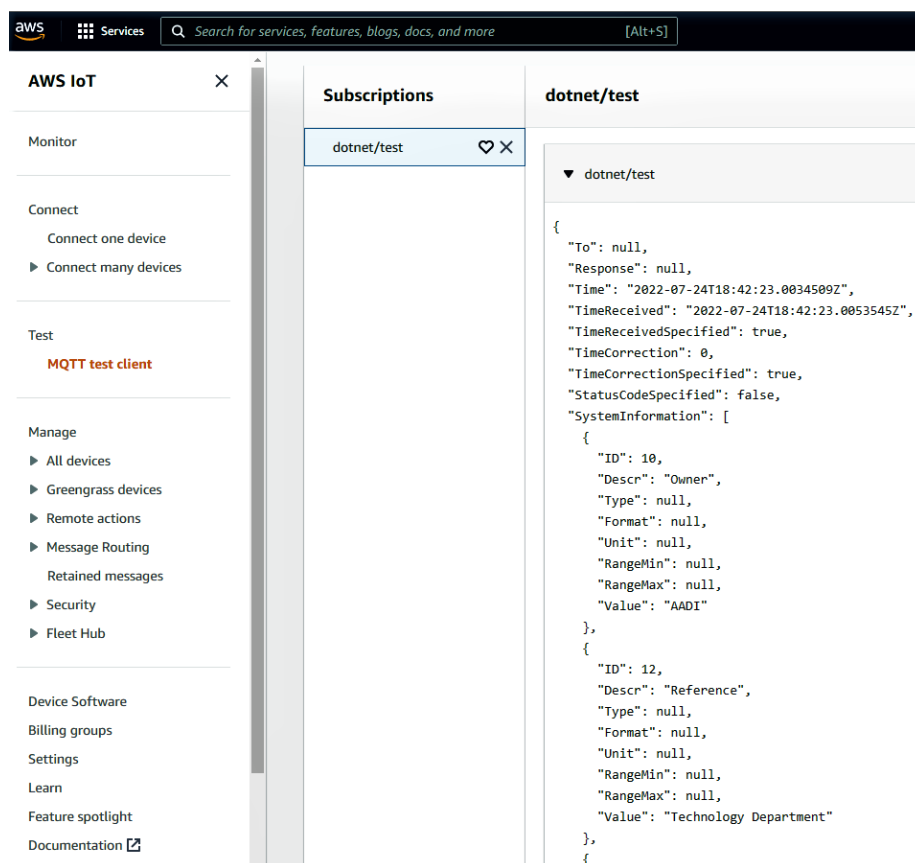 aws
Services
Search for services, features, blogs, docs, and more
[Alt+S]
AWS IoT
Monitor
Connect
Connect one device
Connect many devices
Test
MQTT test client
Manage
All devices
Greengrass devices
Remote actions
Message Routing
Retained messages
Security
Fleet Hub
Device Software
Billing groups
Settings
Learn
Feature spotlight
Documentation
Subscriptions
dotnet/test
dotnet/test
dotnet/test
{
"To": null,
"Response": null,
"Time": "2022-07-24T18:42:23.0034509Z",
"TimeReceived": "2022-07-24T18:42:23.0053545Z",
"TimeReceivedSpecified": true,
"TimeCorrection": 0,
"TimeCorrectionSpecified": true,
"StatusCodeSpecified": false,
"SystemInformation": [
{
"ID": 10,
"Descr": "Owner",
"Type": null,
"Format": null,
"Unit": null,
"RangeMin": null,
"RangeMax": null,
"Value": "AADI"
},
{
"ID": 12,
"Descr": "Reference",
"Type": null,
"Format": null,
"Unit": null,
"RangeMin": null,
"RangeMax": null,
"Value": "Technology Department"
},
{